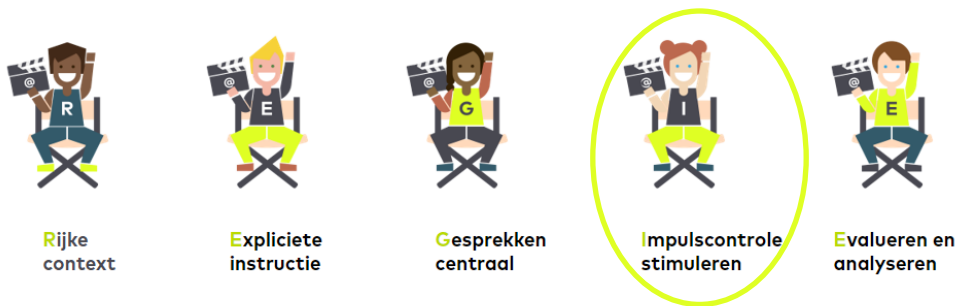 @ R
@ E
@ G
@ I
@ E
Rijke
context
Expliciete
instructie
Gesprekken
centraal
Impulscontrole
stimuleren
Evalueren en
analyseren